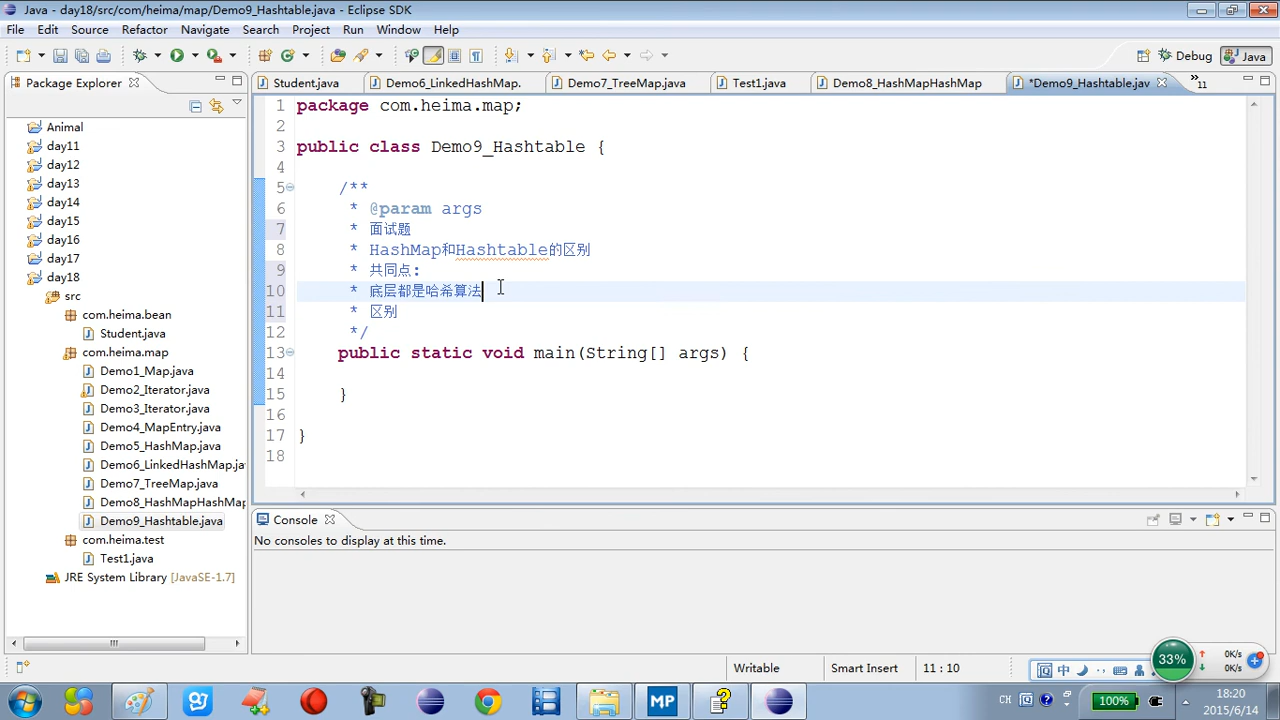 Java - day18/src/com/heima/map/Demo9_Hashtable.java - Eclipse SDK
File Edit Source Refactor Navigate Search Project Run Window Help
Debug Java
Package Explorer
Student.java Demo6_LinkedHashMap. Demo7_TreeMap.java Test1.java Demo8_HashMapHashMap *Demo9_Hashtable.jav 11
Animal
day11
day12
day13
day14
day15
day16
day17
day18
src
com.heima.bean
Student.java
com.heima.map
Demo1_Map.java
Demo2_Iterator.java
Demo3_Iterator.java
Demo4_MapEntry.java
Demo5_HashMap.java
Demo6_LinkedHashMap.ja
Demo7_TreeMap.java
Demo8_HashMapHashMap
Demo9_Hashtable.java
com.heima.test
Test1.java
JRE System Library [JavaSE-1.7]
1 package com.heima.map;
2
3 public class Demo9_Hashtable {
4
5 /**
6 * @param args
7 * 面试题
8 * HashMap和Hashtable的区别
9 * 共同点:
10 * 底层都是哈希算法
11 * 区别
12 */
13 public static void main(String[] args) {
14
15 }
16
17 }
18
Console
No consoles to display at this time.
Writable Smart Insert 11 : 10
中
33% 0K/s
0K/s
MP
CH 100% 18:20
2015/6/14